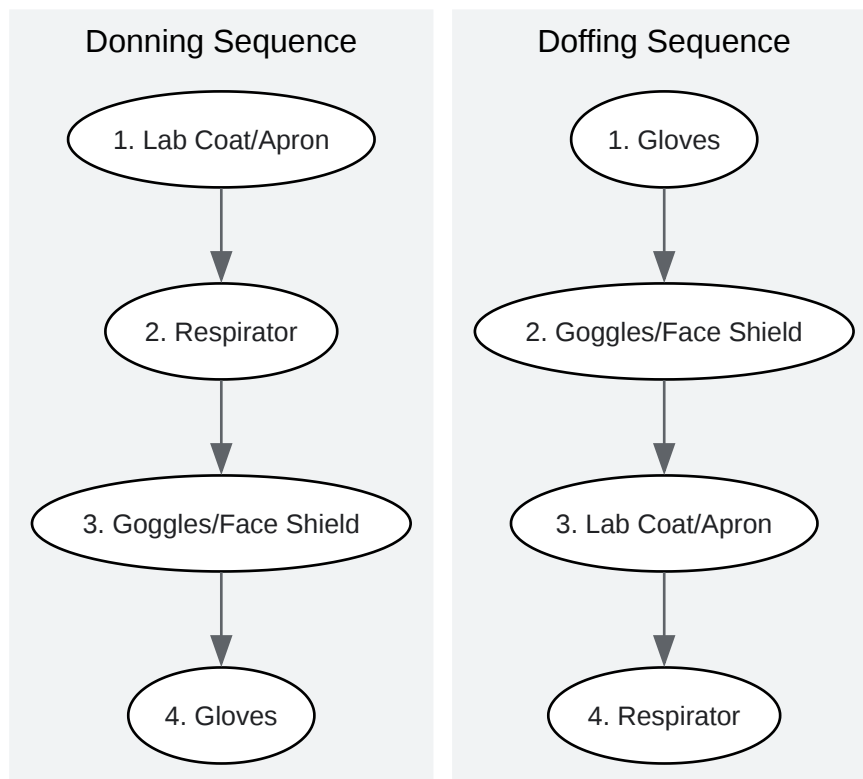 Donning Sequence
1. Lab Coat/Apron
2. Respirator
3. Goggles/Face Shield
4. Gloves
Doffing Sequence
1. Gloves
2. Goggles/Face Shield
3. Lab Coat/Apron
4. Respirator